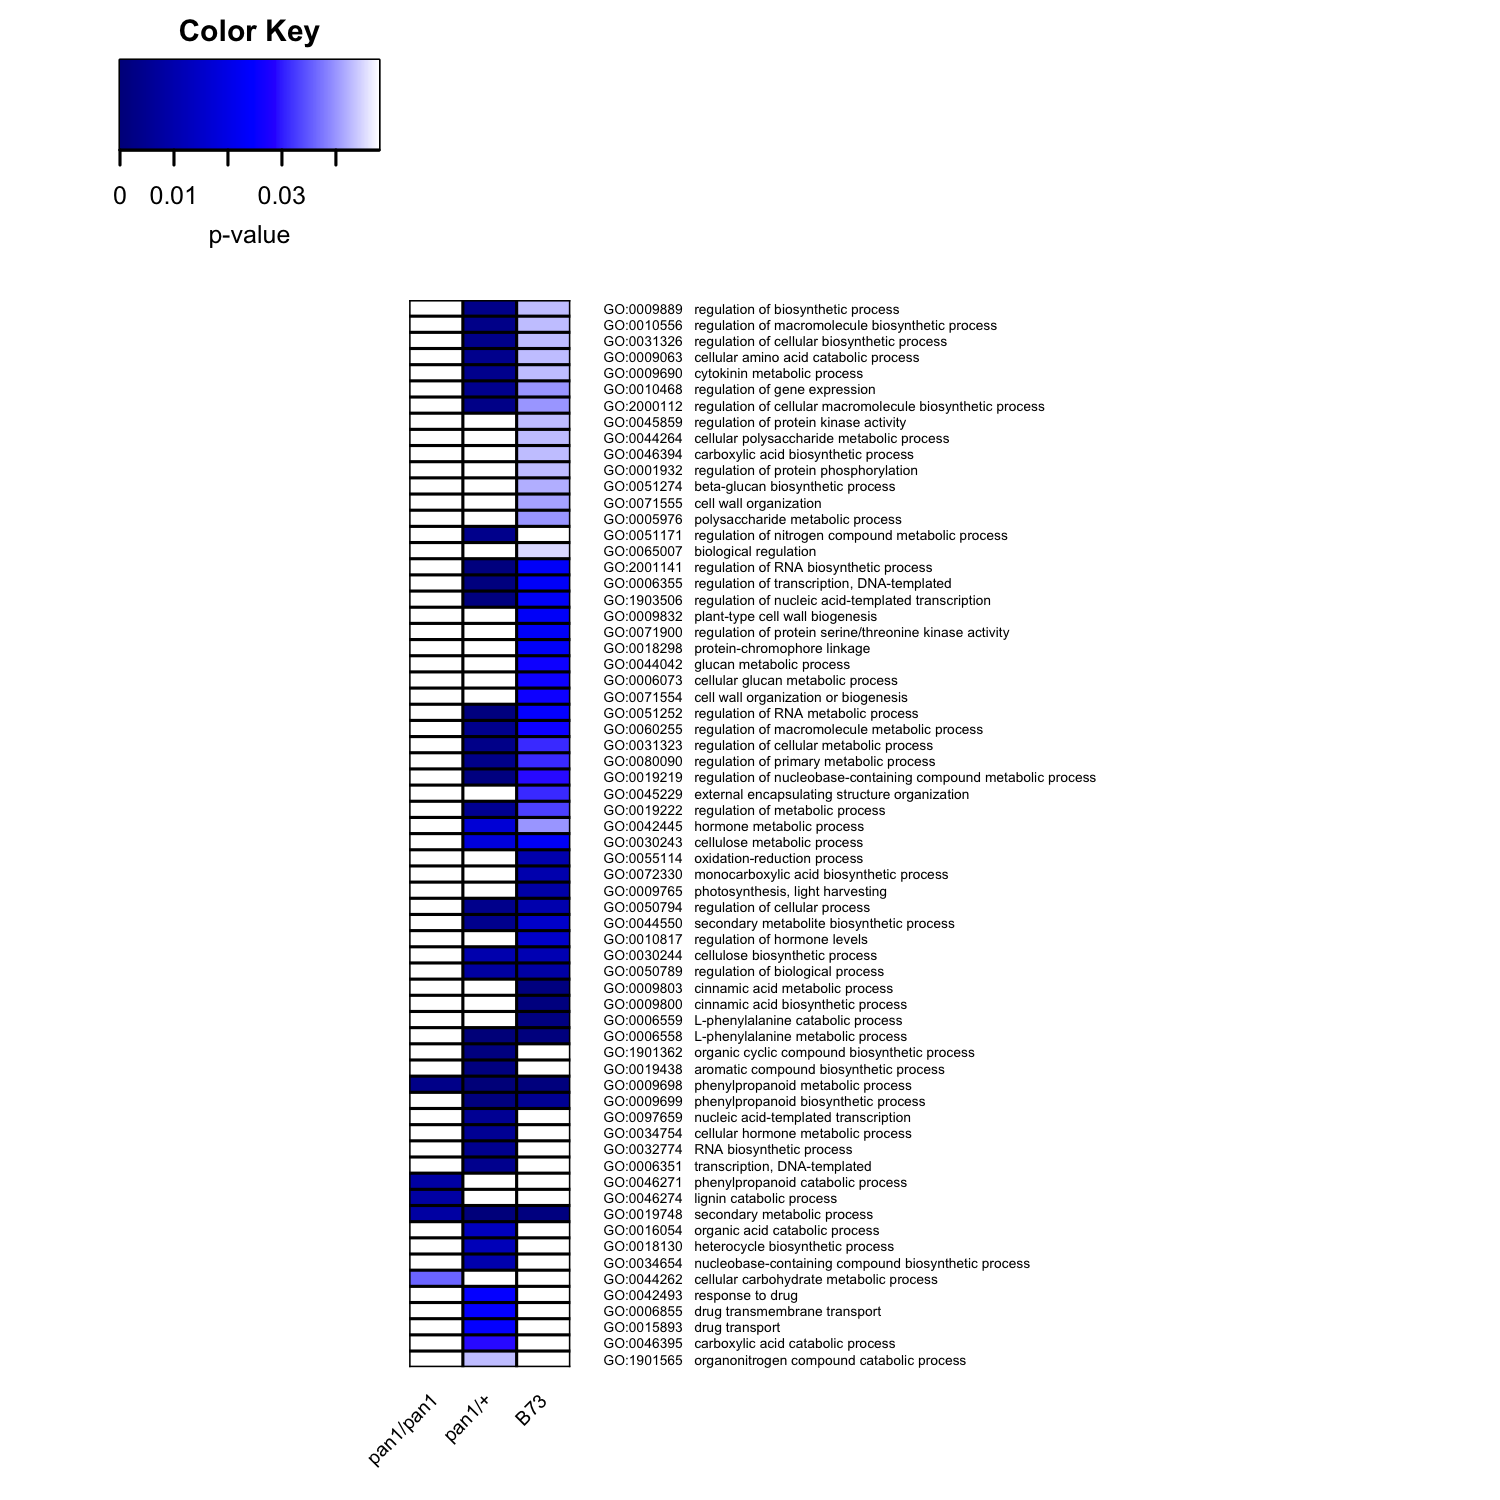 Color Key
0 0.01 0.03
p-value
GO:0009889 regulation of biosynthetic process
GO:0010556 regulation of macromolecule biosynthetic process
GO:0031326 regulation of cellular biosynthetic process
GO:0009063 cellular amino acid catabolic process
GO:0009690 cytokinin metabolic process
GO:0010468 regulation of gene expression
GO:2000112 regulation of cellular macromolecule biosynthetic process
GO:0045859 regulation of protein kinase activity
GO:0044264 cellular polysaccharide metabolic process
GO:0046394 carboxylic acid biosynthetic process
GO:0001932 regulation of protein phosphorylation
GO:0051274 beta-glucan biosynthetic process
GO:0071555 cell wall organization
GO:0005976 polysaccharide metabolic process
GO:0051171 regulation of nitrogen compound metabolic process
GO:0065007 biological regulation
GO:2001141 regulation of RNA biosynthetic process
GO:0006355 regulation of transcription, DNA-templated
GO:1903506 regulation of nucleic acid-templated transcription
GO:0009832 plant-type cell wall biogenesis
GO:0071900 regulation of protein serine/threonine kinase activity
GO:0018298 protein-chromophore linkage
GO:0044042 glucan metabolic process
GO:0006073 cellular glucan metabolic process
GO:0071554 cell wall organization or biogenesis
GO:0051252 regulation of RNA metabolic process
GO:0060255 regulation of macromolecule metabolic process
GO:0031323 regulation of cellular metabolic process
GO:0080090 regulation of primary metabolic process
GO:0019219 regulation of nucleobase-containing compound metabolic process
GO:0045229 external encapsulating structure organization
GO:0019222 regulation of metabolic process
GO:0042445 hormone metabolic process
GO:0030243 cellulose metabolic process
GO:0055114 oxidation-reduction process
GO:0072330 monocarboxylic acid biosynthetic process
GO:0009765 photosynthesis, light harvesting
GO:0050794 regulation of cellular process
GO:0044550 secondary metabolite biosynthetic process
GO:0010817 regulation of hormone levels
GO:0030244 cellulose biosynthetic process
GO:0050789 regulation of biological process
GO:0009803 cinnamic acid metabolic process
GO:0009800 cinnamic acid biosynthetic process
GO:0006559 L-phenylalanine catabolic process
GO:0006558 L-phenylalanine metabolic process
GO:1901362 organic cyclic compound biosynthetic process
GO:0019438 aromatic compound biosynthetic process
GO:0009698 phenylpropanoid metabolic process
GO:0009699 phenylpropanoid biosynthetic process
GO:0097659 nucleic acid-templated transcription
GO:0034754 cellular hormone metabolic process
GO:0032774 RNA biosynthetic process
GO:0006351 transcription, DNA-templated
GO:0046271 phenylpropanoid catabolic process
GO:0046274 lignin catabolic process
GO:0019748 secondary metabolic process
GO:0016054 organic acid catabolic process
GO:0018130 heterocycle biosynthetic process
GO:0034654 nucleobase-containing compound biosynthetic process
GO:0044262 cellular carbohydrate metabolic process
GO:0042493 response to drug
GO:0006855 drug transmembrane transport
GO:0015893 drug transport
GO:0046395 carboxylic acid catabolic process
GO:1901565 organonitrogen compound catabolic process
pan1/pan1
pan1/+
B73